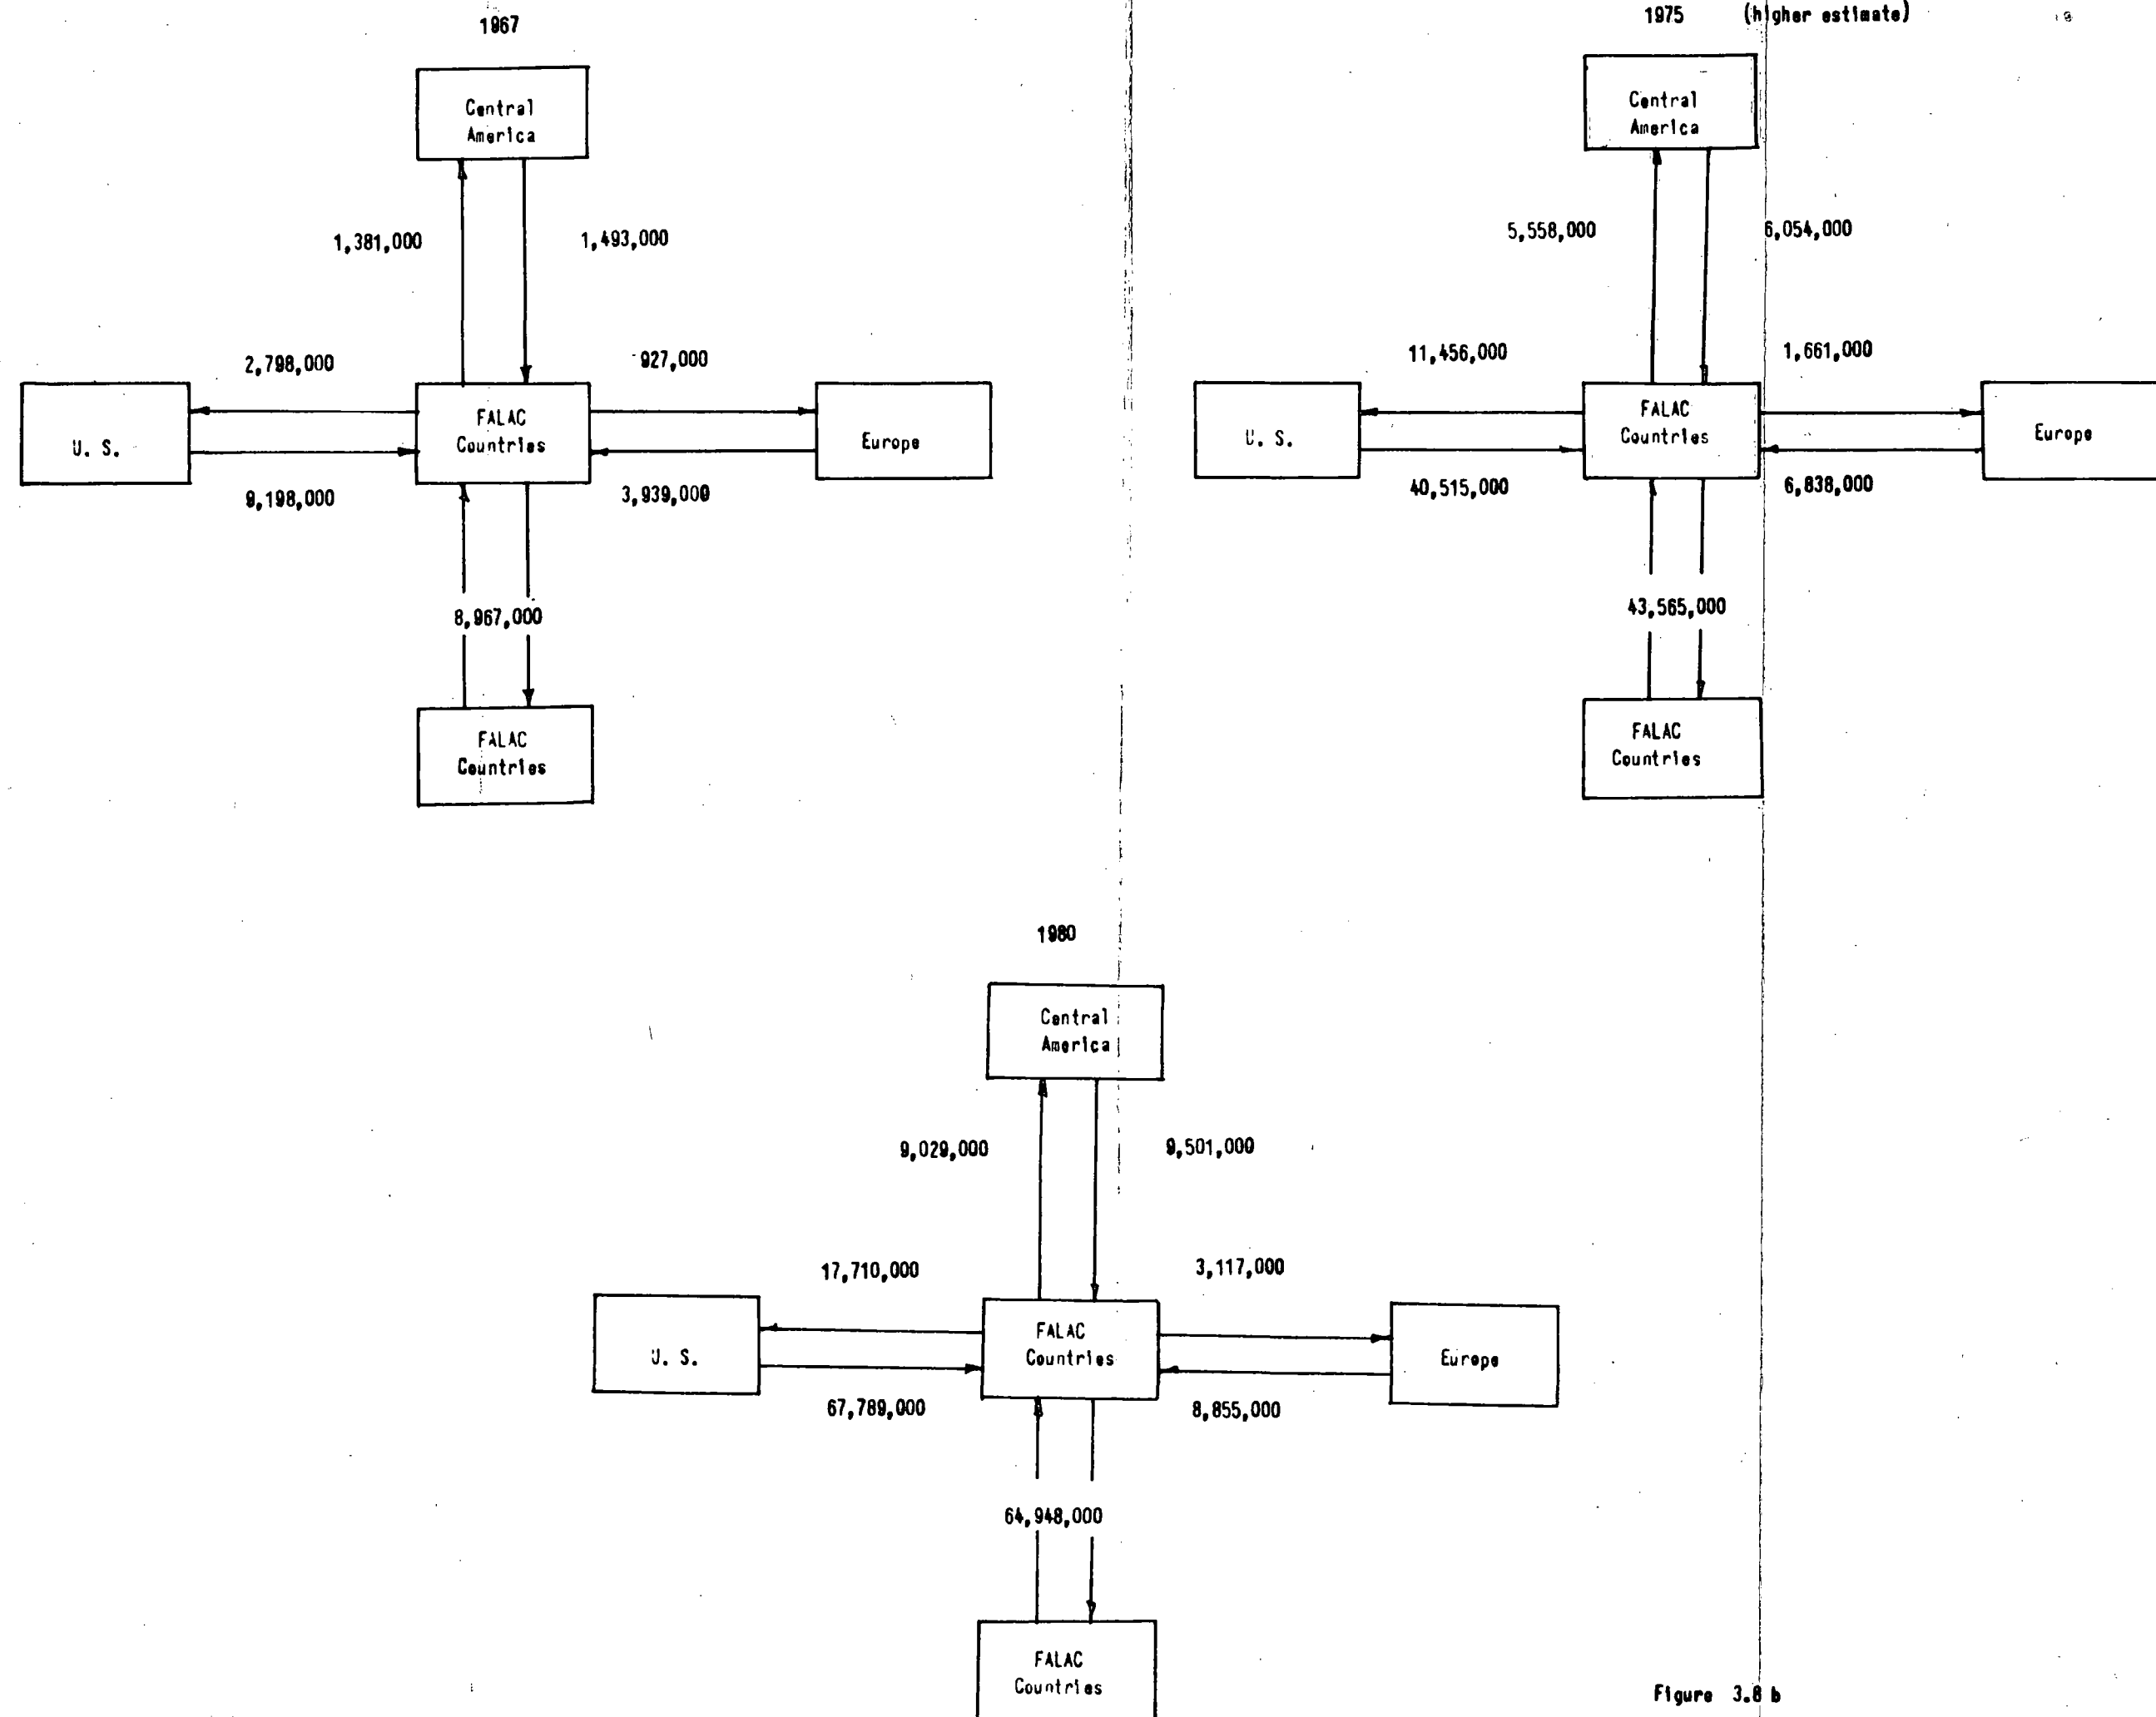 1967
Central
America
1,381,000
1,493,000
2,798,000
927,000
U. S.
FALAC
Countries
Europe
9,198,000
3,939,000
8,967,000
FALAC
Countries
1975 (higher estimate)
Central
America
5,558,000
6,054,000
11,456,000
1,661,000
U. S.
FALAC
Countries
Europe
40,515,000
6,838,000
43,565,000
FALAC
Countries
1980
Central
America
9,029,000
9,501,000
17,710,000
3,117,000
U. S.
FALAC
Countries
Europe
67,789,000
8,855,000
64,948,000
FALAC
Countries
Figure 3.8 b